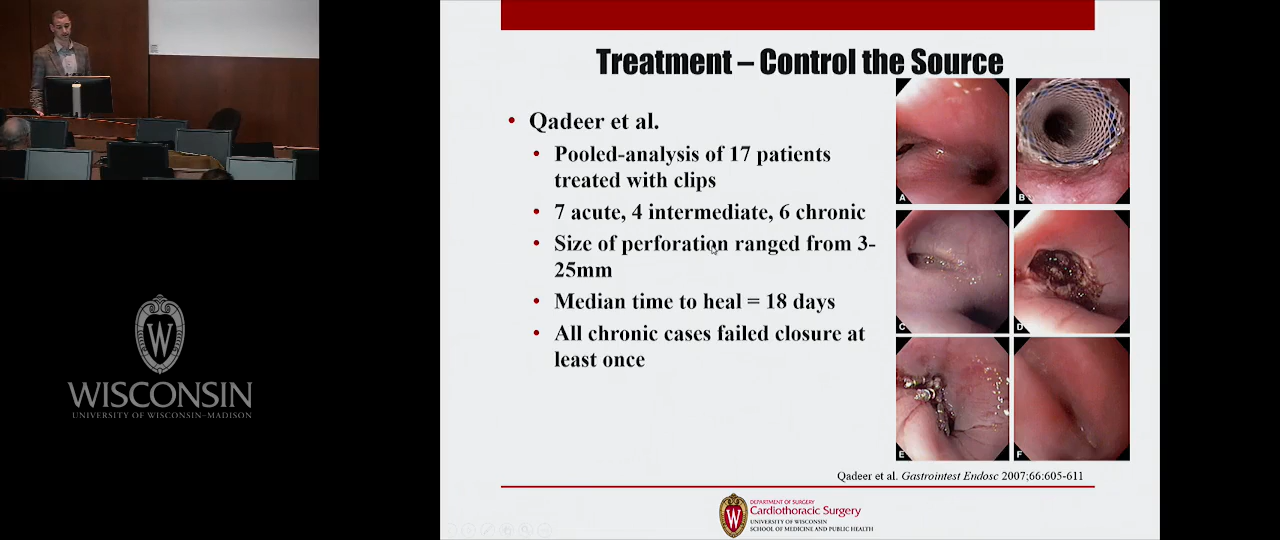 Treatment – Control the Source
• Qadeer et al.
• Pooled-analysis of 17 patients
treated with clips
• 7 acute, 4 intermediate, 6 chronic
• Size of perforation ranged from 3-
25mm
• Median time to heal = 18 days
• All chronic cases failed closure at
least once
A
B
C
D
E
F
Qadeer et al. Gastrointest Endosc 2007;66:605-611
W
WISCONSIN
UNIVERSITY OF WISCONSIN–MADISON
W
DEPARTMENT OF SURGERY
Cardiothoracic Surgery
UNIVERSITY OF WISCONSIN
SCHOOL OF MEDICINE AND PUBLIC HEALTH